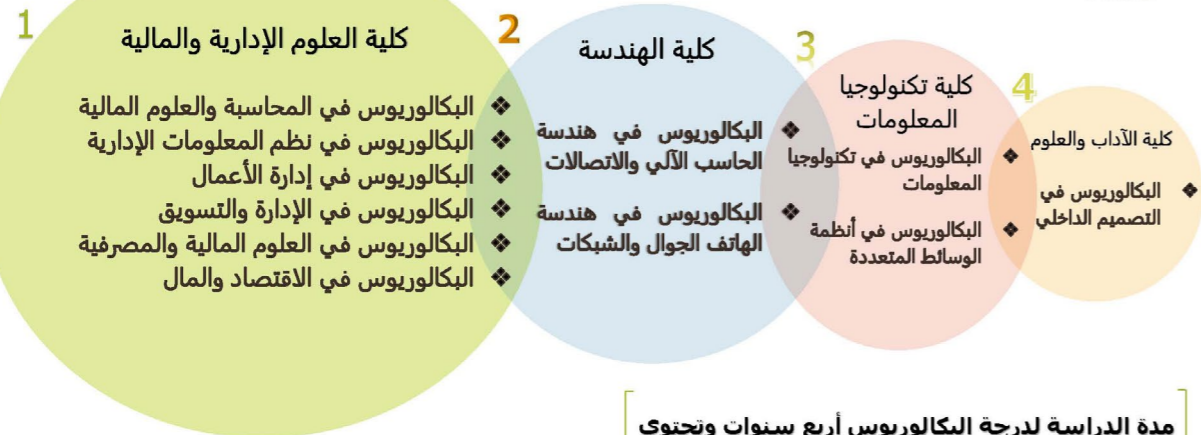 1
كلية العلوم الإدارية والمالية
❖ البكالوريوس في المحاسبة والعلوم المالية
❖ البكالوريوس في نظم المعلومات الإدارية
❖ البكالوريوس في إدارة الأعمال
❖ البكالوريوس في الإدارة والتسويق
❖ البكالوريوس في العلوم المالية والمصرفية
❖ البكالوريوس في الاقتصاد والمال
2
كلية الهندسة
❖ البكالوريوس في هندسة
الحاسب الآلي والاتصالات
❖ البكالوريوس في هندسة
الهاتف الجوال والشبكات
3
كلية تكنولوجيا
المعلومات
❖ البكالوريوس في تكنولوجيا
المعلومات
❖ البكالوريوس في أنظمة
الوسائط المتعددة
4
كلية الآداب والعلوم
❖ البكالوريوس في
التصميم الداخلي
مدة الدراسة لدرجة البكالوريوس أربع سنوات وتحتوي